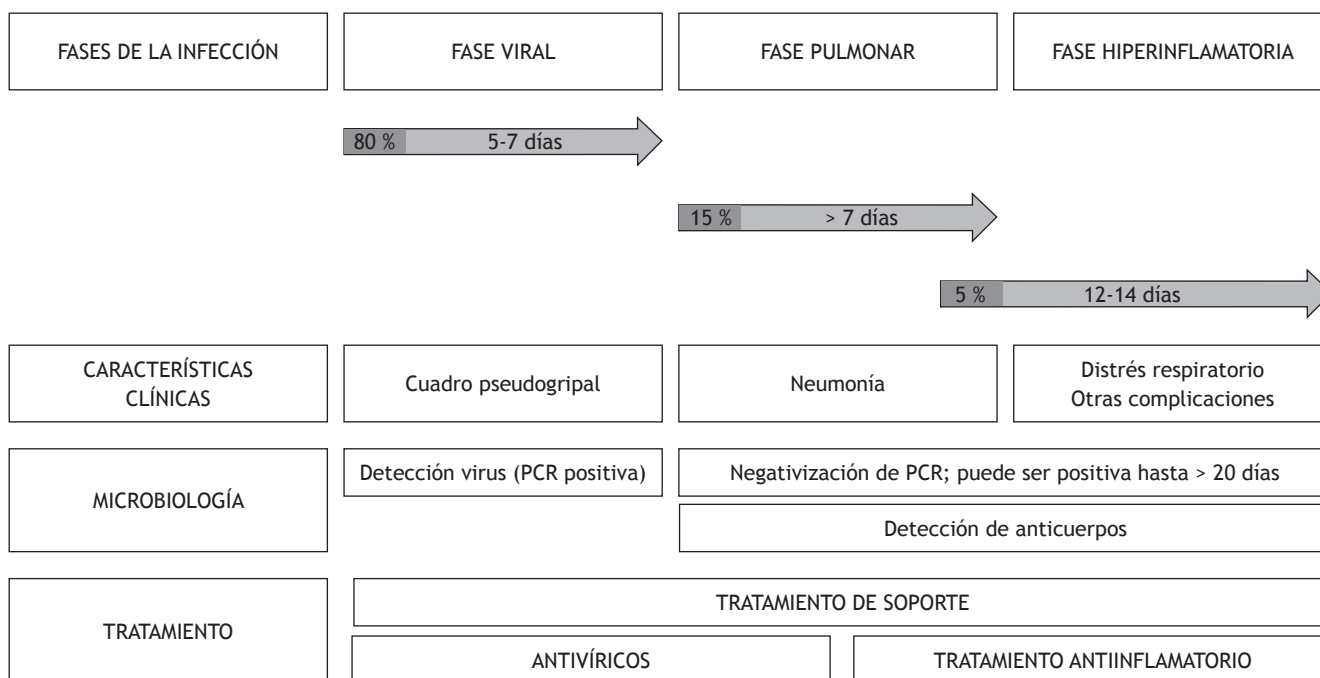 FASES DE LA INFECCIÓN
FASE VIRAL
FASE PULMONAR
FASE HIPERINFLAMATORIA
80 %
5-7 días
15 %
> 7 días
5 %
12-14 días
CARACTERÍSTICAS
CLÍNICAS
Cuadro pseudogripal
Neumonía
Distrés respiratorio
Otras complicaciones
MICROBIOLOGÍA
Detección virus (PCR positiva)
Negativización de PCR; puede ser positiva hasta > 20 días
Detección de anticuerpos
TRATAMIENTO
TRATAMIENTO DE SOPORTE
ANTIVÍRICOS
TRATAMIENTO ANTIINFLAMATORIO